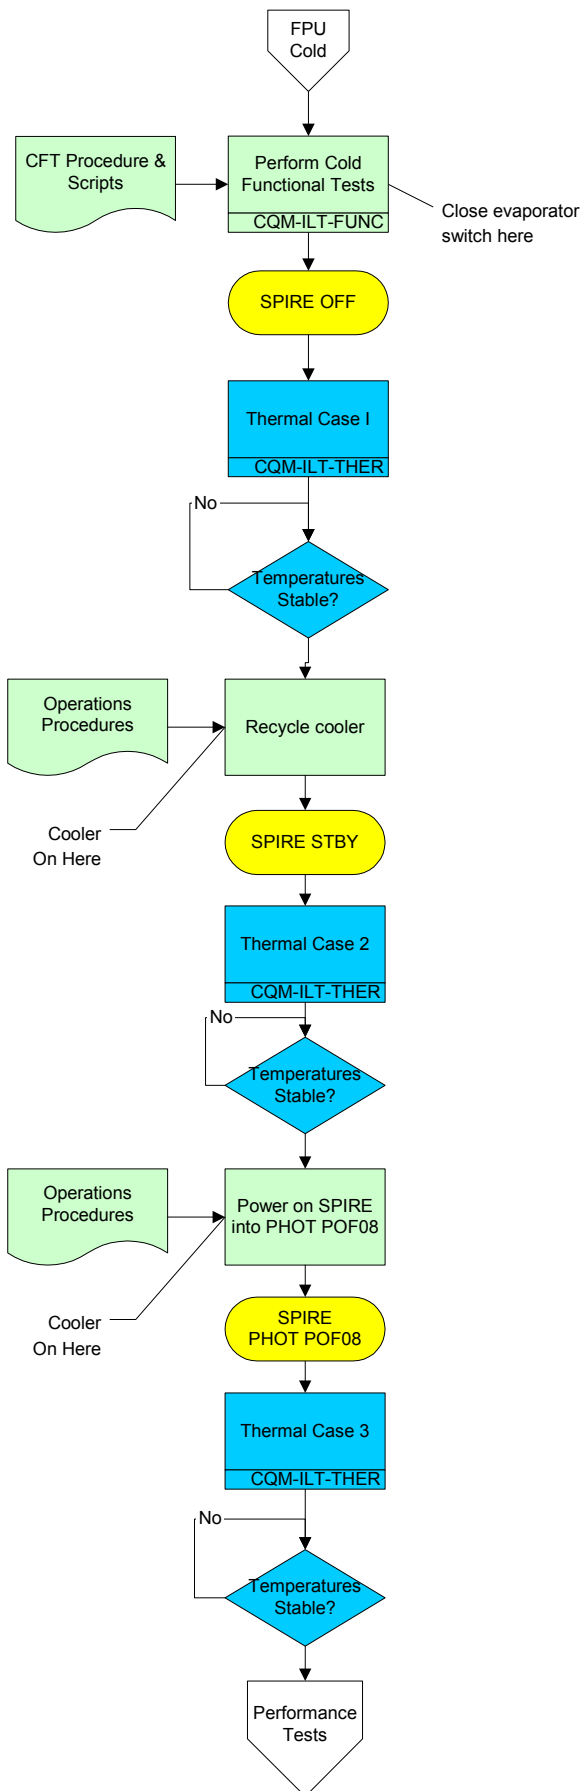 FPU
Cold
CFT Procedure &
Scripts
Perform Cold
Functional Tests
CQM-ILT-FUNC
Close evaporator
switch here
SPIRE OFF
Thermal Case I
CQM-ILT-THER
No
Temperatures
Stable?
Operations
Procedures
Recycle cooler
Cooler
On Here
SPIRE STBY
Thermal Case 2
CQM-ILT-THER
No
Temperatures
Stable?
Operations
Procedures
Power on SPIRE
into PHOT POF08
Cooler
On Here
SPIRE
PHOT POF08
Thermal Case 3
CQM-ILT-THER
No
Temperatures
Stable?
Performance
Tests